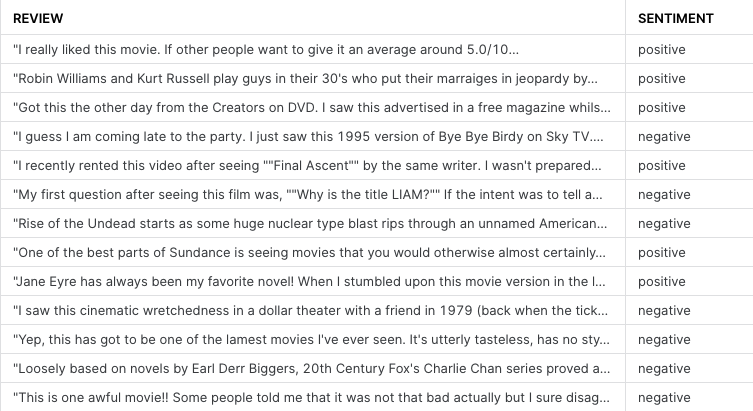 REVIEW SENTIMENT
"I really liked this movie. If other people want to give it an average around 5.0/10... positive
"Robin Williams and Kurt Russell play guys in their 30's who put their marraiges in jeopardy by... positive
"Got this the other day from the Creators on DVD. I saw this advertised in a free magazine whils... positive
"I guess I am coming late to the party. I just saw this 1995 version of Bye Bye Birdy on Sky TV.... negative
"I recently rented this video after seeing ""Final Ascent"" by the same writer. I wasn't prepared... positive
"My first question after seeing this film was, ""Why is the title LIAM?"" If the intent was to tell a... negative
"Rise of the Undead starts as some huge nuclear type blast rips through an unnamed American... negative
"One of the best parts of Sundance is seeing movies that you would otherwise almost certainly... positive
"Jane Eyre has always been my favorite novel! When I stumbled upon this movie version in the l... positive
"I saw this cinematic wretchedness in a dollar theater with a friend in 1979 (back when the tick... negative
"Yep, this has got to be one of the lamest movies I've ever seen. It's utterly tasteless, has no sty... negative
"Loosely based on novels by Earl Derr Biggers, 20th Century Fox's Charlie Chan series proved a... negative
"This is one awful movie!! Some people told me that it was not that bad actually but I sure disag... negative